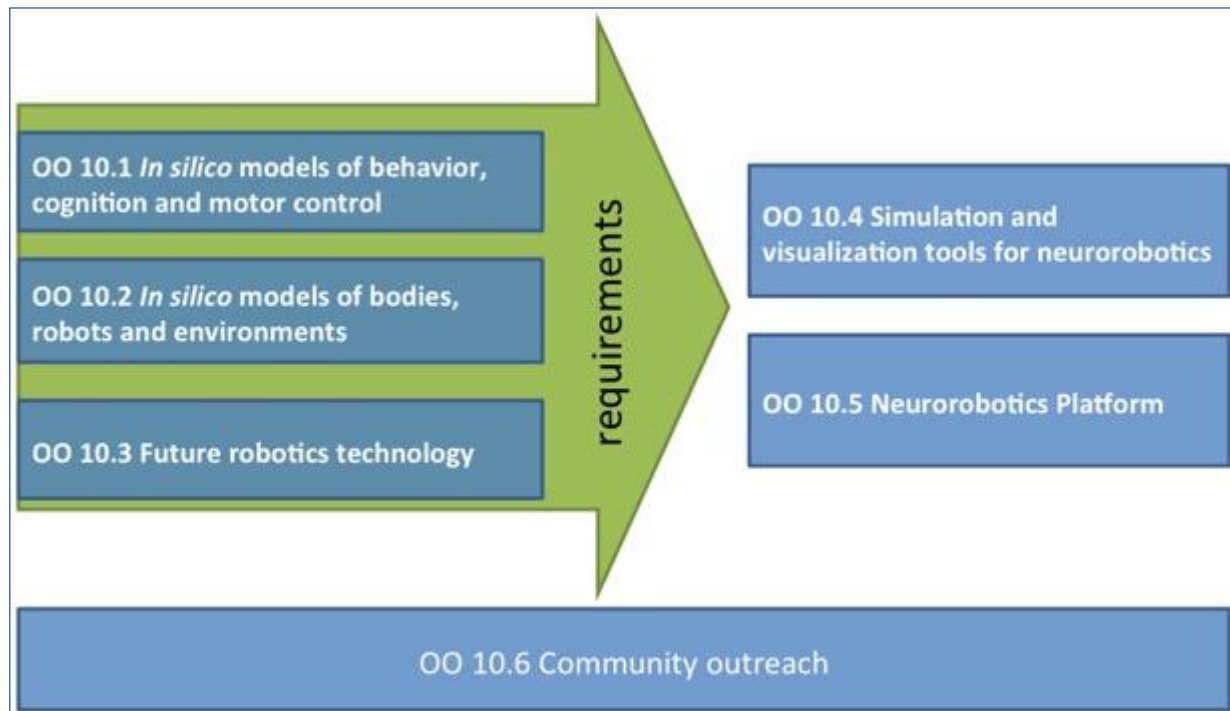 OO 10.1 In silico models of behavior,
cognition and motor control
OO 10.2 In silico models of bodies,
robots and environments
OO 10.3 Future robotics technology
requirements
OO 10.4 Simulation and
visualization tools for neurorobotics
OO 10.5 Neurorobotics Platform
OO 10.6 Community outreach